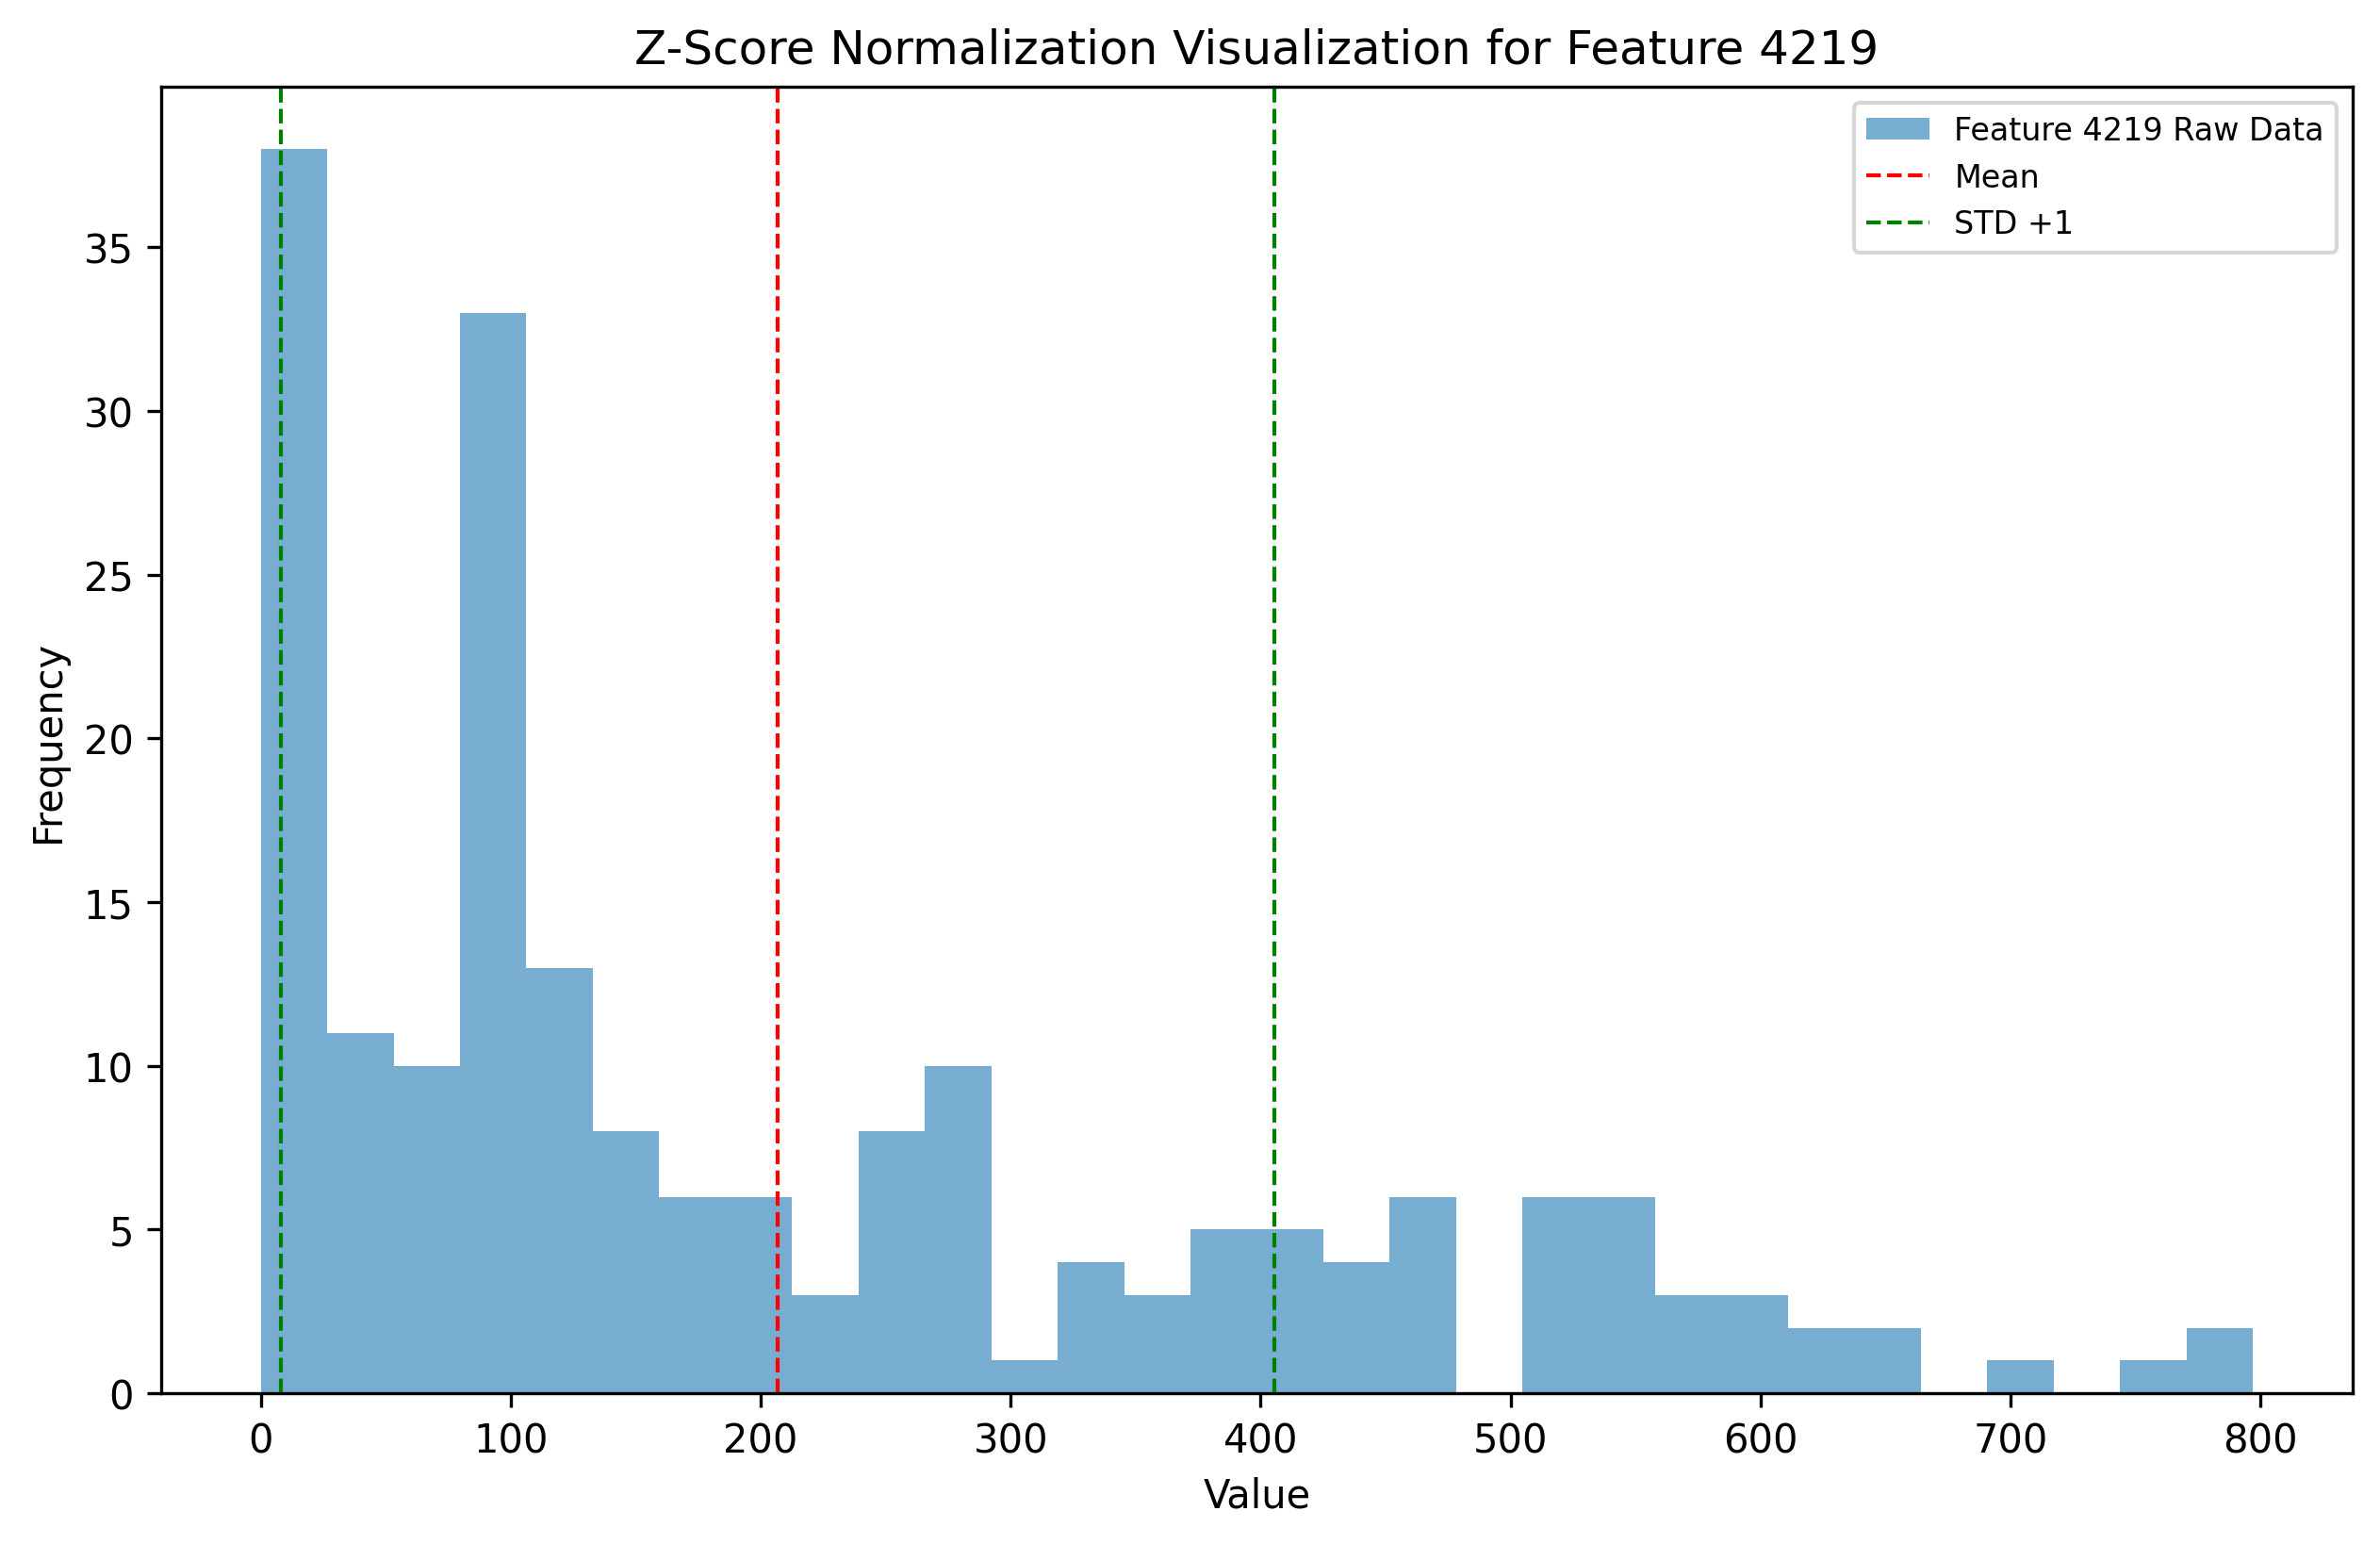 Z-Score Normalization Visualization for Feature 4219
Feature 4219 Raw Data
Mean
STD +1
Frequency
35
30
25
20
15
10
5
0
0 100 200 300 400 500 600 700 800
Value